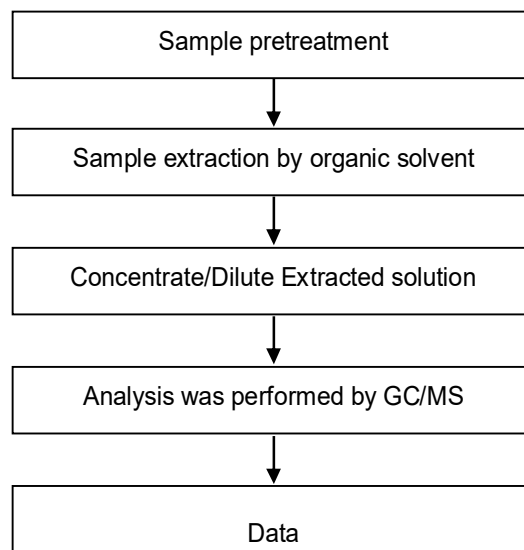 Sample pretreatment
Sample extraction by organic solvent
Concentrate/Dilute Extracted solution
Analysis was performed by GC/MS
Data